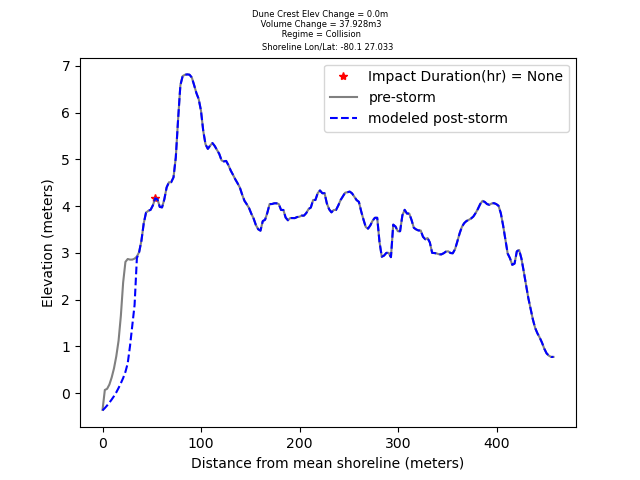 Dune Crest Elev Change = 0.0m
Volume Change = 37.928m3
Regime = Collision
Shoreline Lon/Lat: -80.1 27.033
Impact Duration(hr) = None
pre-storm
modeled post-storm
Elevation (meters)
7
6
5
4
3
2
1
0
0 100 200 300 400
Distance from mean shoreline (meters)